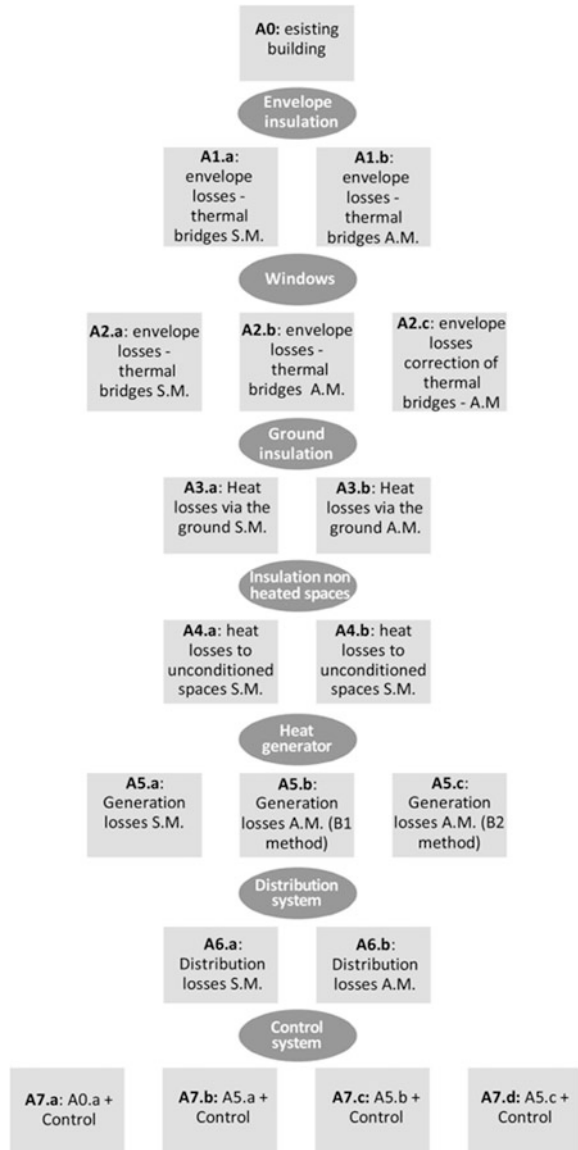 A0: esisting
building
Envelope
insulation
A1.a:
envelope
losses -
thermal
bridges S.M.
A1.b:
envelope
losses -
thermal
bridges A.M.
Windows
A2.a: envelope
losses -
thermal
bridges S.M.
A2.b: envelope
losses -
thermal
bridges A.M.
A2.c: envelope
losses
correction of
thermal
bridges - A.M
Ground
insulation
A3.a: Heat
losses via the
ground S.M.
A3.b: Heat
losses via the
ground A.M.
Insulation non
heated spaces
A4.a: heat
losses to
unconditioned
spaces S.M.
A4.b: heat
losses to
unconditioned
spaces S.M.
Heat
generator
A5.a:
Generation
losses S.M.
A5.b:
Generation
losses A.M. (B1
method)
A5.c:
Generation
losses A.M. (B2
method)
Distribution
system
A6.a:
Distribution
losses S.M.
A6.b:
Distribution
losses A.M.
Control
system
A7.a: A0.a +
Control
A7.b: A5.a +
Control
A7.c: A5.b +
Control
A7.d: A5.c +
Control